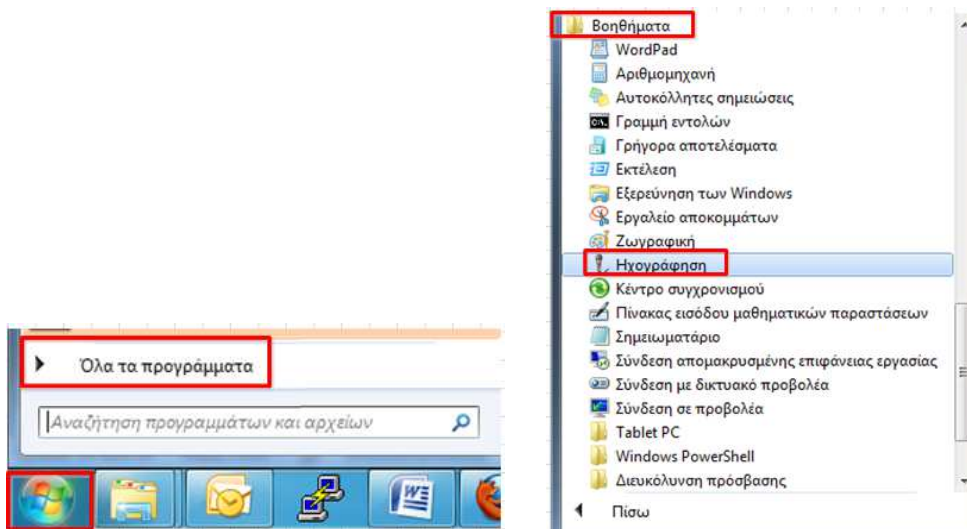 Όλα τα προγράμματα
Αναζήτηση προγραμμάτων και αρχείων
Βοηθήματα
WordPad
Αριθμομηχανή
Αυτοκόλλητες σημειώσεις
Γραμμή εντολών
Γρήγορα αποτελέσματα
Εκτέλεση
Εξερεύνηση των Windows
Εργαλείο αποκομμάτων
Ζωγραφική
Ηχογράφηση
Κέντρο συγχρονισμού
Πίνακας εισόδου μαθηματικών παραστάσεων
Σημειωματάριο
Σύνδεση απομακρυσμένης επιφάνειας εργασίας
Σύνδεση με δικτυακό προβολέα
Σύνδεση σε προβολέα
Tablet PC
Windows PowerShell
Διευκόλυνση πρόσβασης
Πίσω